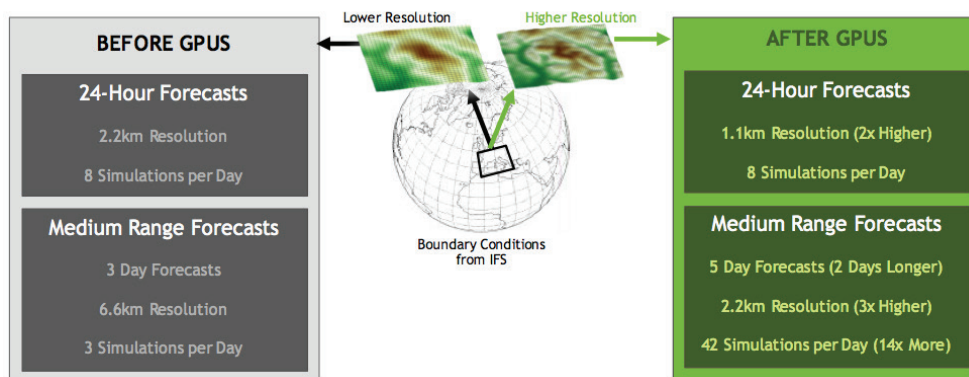 Lower Resolution
Higher Resolution
BEFORE GPUS
24-Hour Forecasts
2.2km Resolution
8 Simulations per Day
Medium Range Forecasts
3 Day Forecasts
6.6km Resolution
3 Simulations per Day
Boundary Conditions
from IFS
AFTER GPUS
24-Hour Forecasts
1.1km Resolution (2x Higher)
8 Simulations per Day
Medium Range Forecasts
5 Day Forecasts (2 Days Longer)
2.2km Resolution (3x Higher)
42 Simulations per Day (14x More)